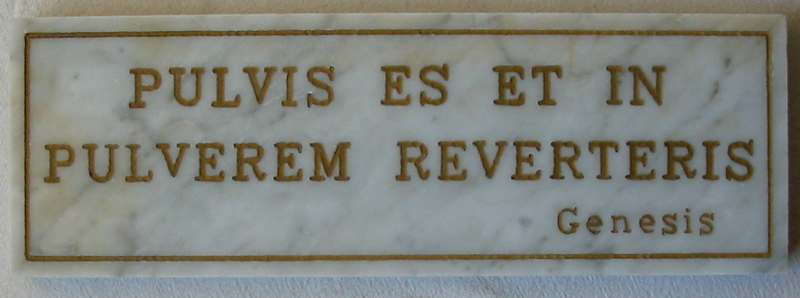 PULVIS ES ET IN
PULVEREM REVERTERIS
Genesis